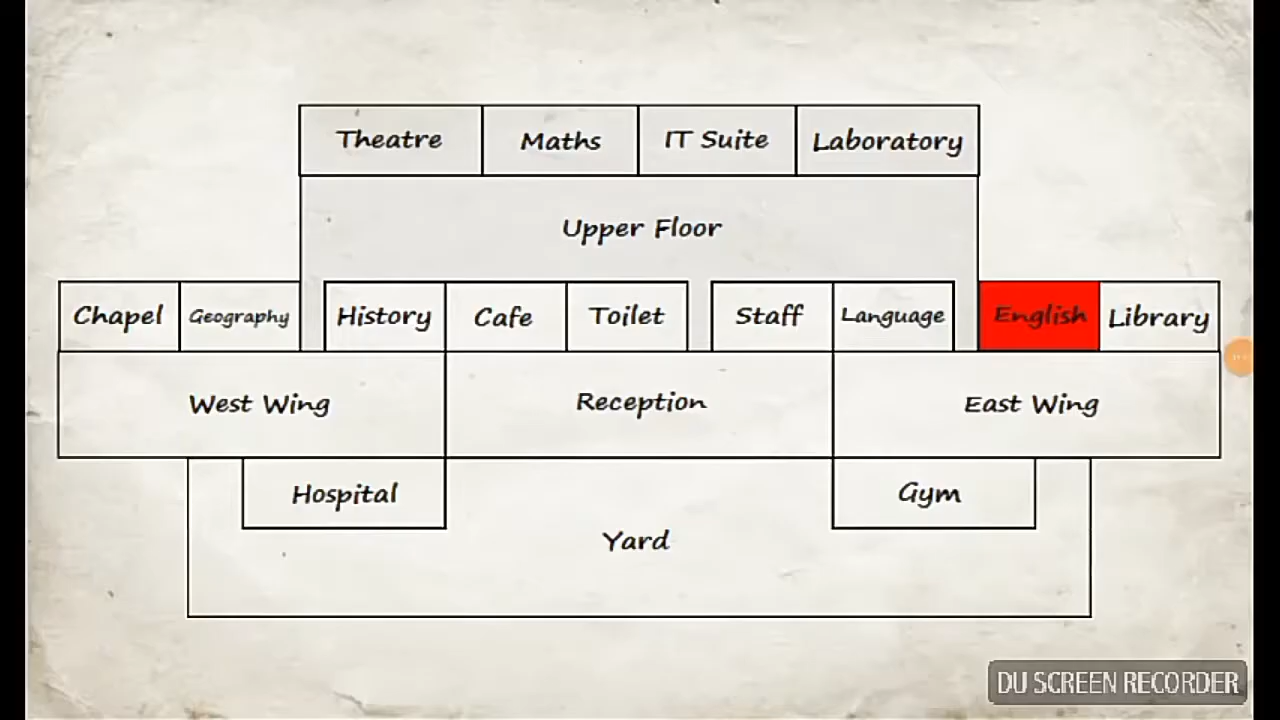 Theatre Maths IT Suite Laboratory
Upper Floor
Chapel Geography History Cafe Toilet Staff Language English Library
West Wing Reception East Wing
Hospital Gym
Yard
DU SCREEN RECORDER